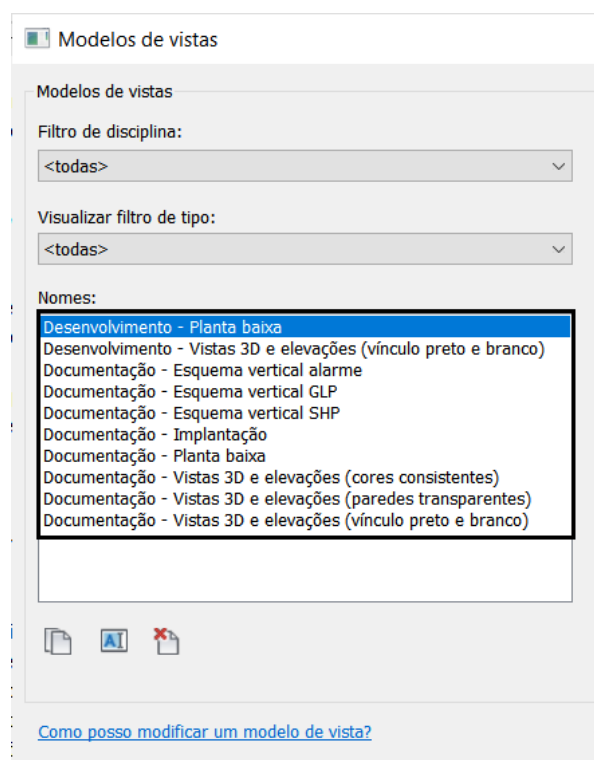 Modelos de vistas
Modelos de vistas
Filtro de disciplina:
<todas>
Visualizar filtro de tipo:
<todas>
Nomes:
Desenvolvimento - Planta baixa
Desenvolvimento - Vistas 3D e elevações (vínculo preto e branco)
Documentação - Esquema vertical alarme
Documentação - Esquema vertical GLP
Documentação - Esquema vertical SHP
Documentação - Implantação
Documentação - Planta baixa
Documentação - Vistas 3D e elevações (cores consistentes)
Documentação - Vistas 3D e elevações (paredes transparentes)
Documentação - Vistas 3D e elevações (vínculo preto e branco)
Como posso modificar um modelo de vista?